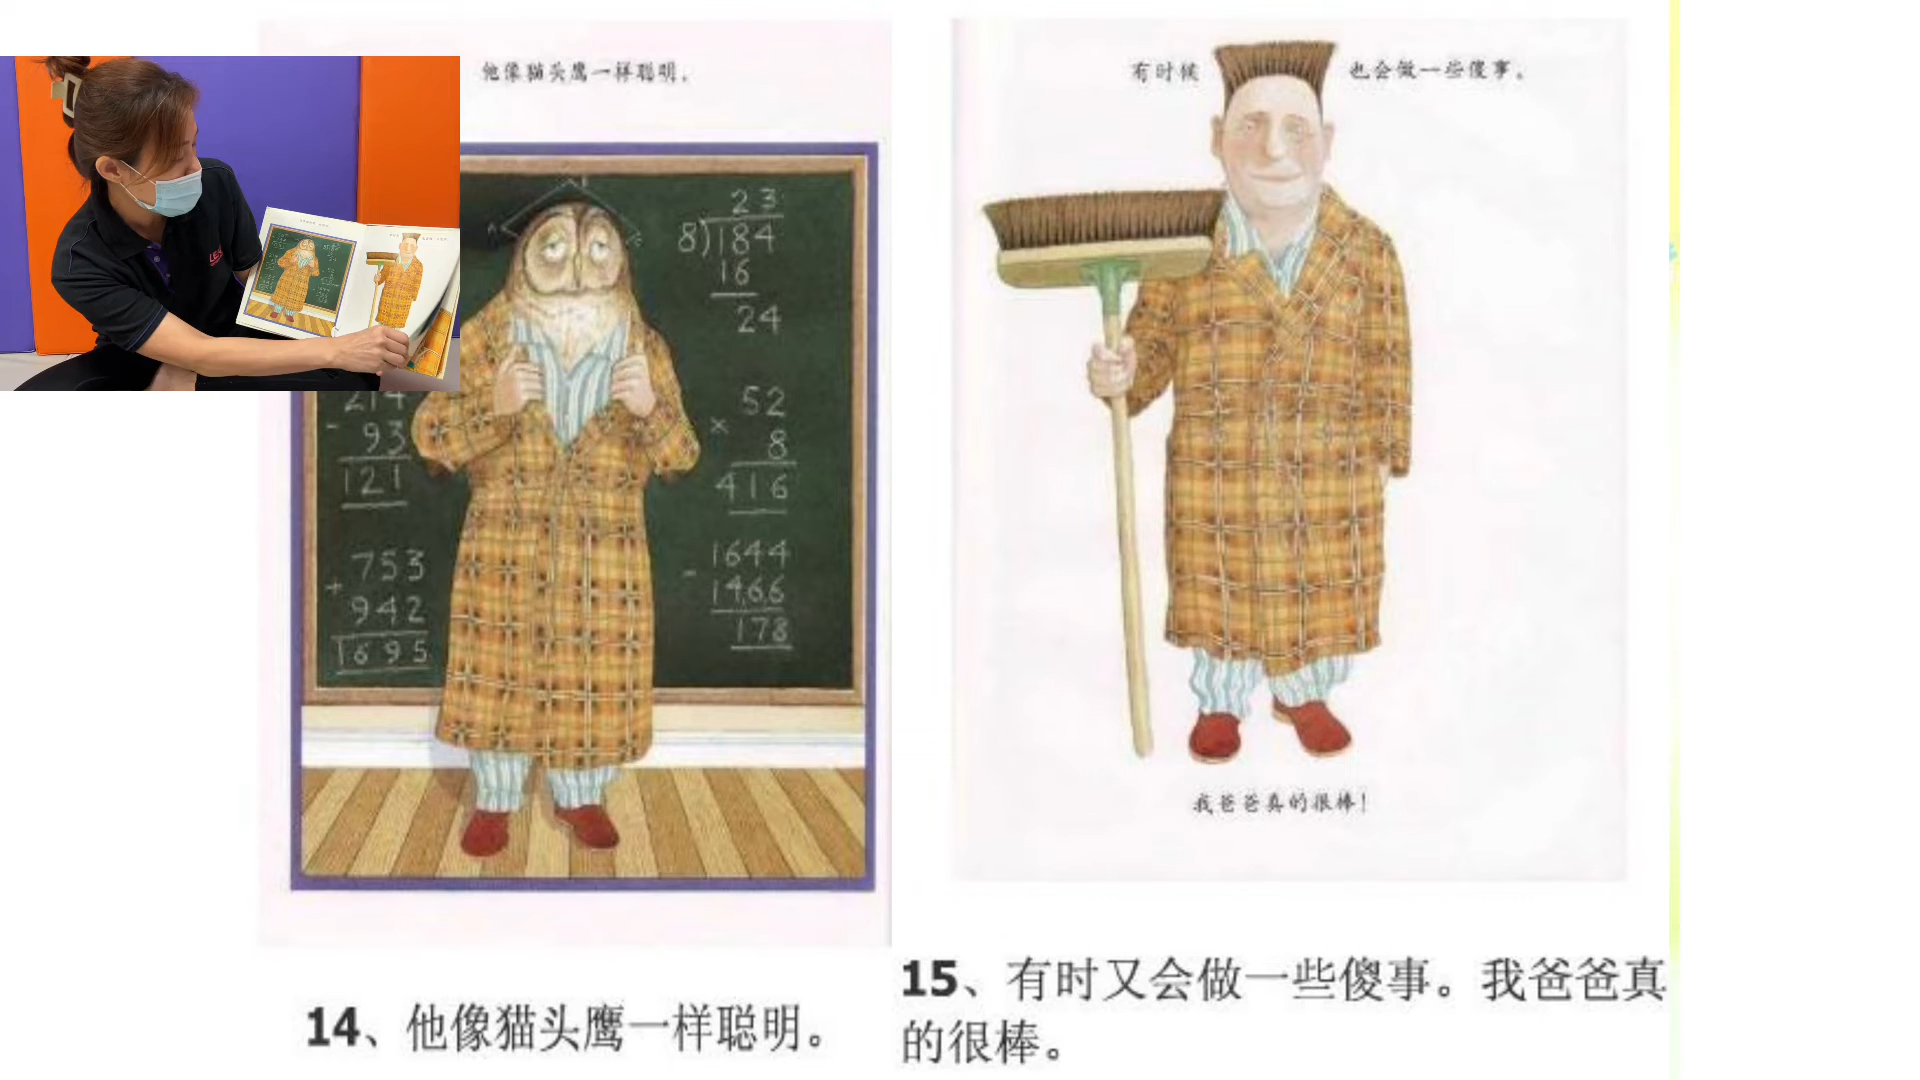 他像猫头鹰一样聪明。
23
8)184
16
24
214
- 93
121
52
× 8
416
753
+ 942
1695
1644
- 1466
178
14、他像猫头鹰一样聪明。
有时候 也会做一些傻事。
我爸爸真的很棒！
15、有时又会做一些傻事。我爸爸真
的很棒。